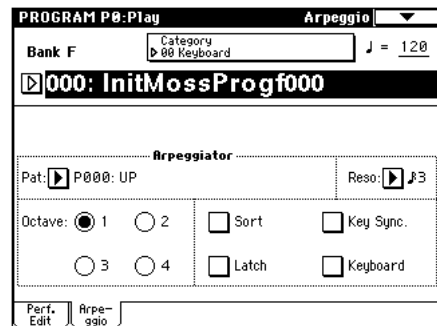 PROGRAM P0:Play Arpeggio
Bank F Category 00 Keyboard ♩ = 120
000: InitMossProgf000
Arpeggiator
Pat: P000: UP Reso: ♪3
Octave: 1 2 Sort Key Sync.
3 4 Latch Keyboard
Perf. Edit Arpe- ggio